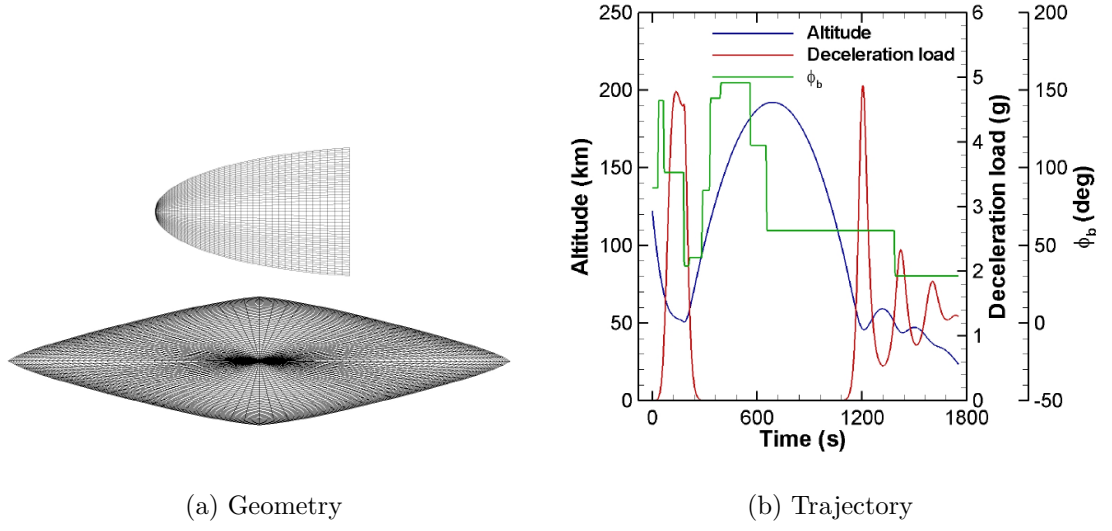 250
200
150
100
50
0
Altitude (km)
0
600
1200
1800
Time (s)
Altitude
Deceleration load
ϕb
6
5
4
3
2
1
0
Deceleration load (g)
200
150
100
50
0
-50
ϕb (deg)
(a) Geometry
(b) Trajectory